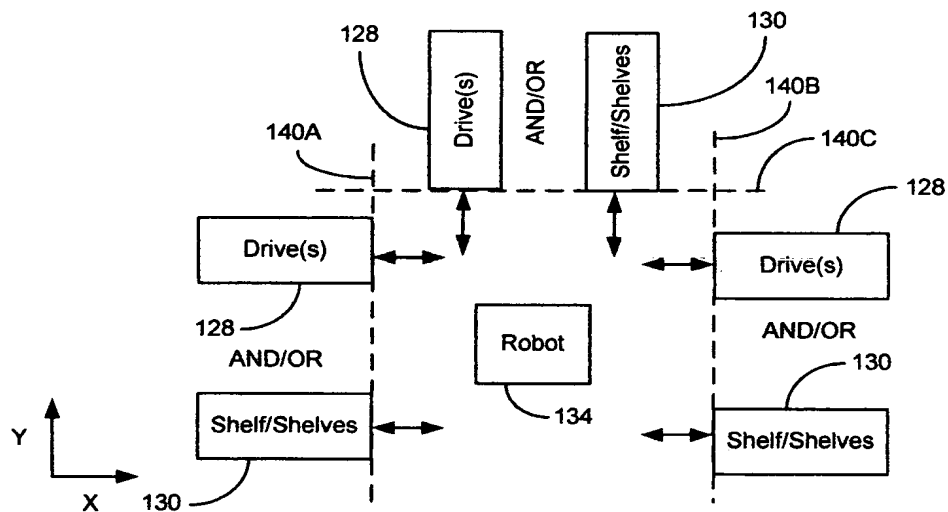 128
130
140A
140B
140C
Drive(s)
AND/OR
Shelf/Shelves
128
Drive(s)
Drive(s)
128
AND/OR
Robot
AND/OR
130
134
Shelf/Shelves
Shelf/Shelves
Y
X
130